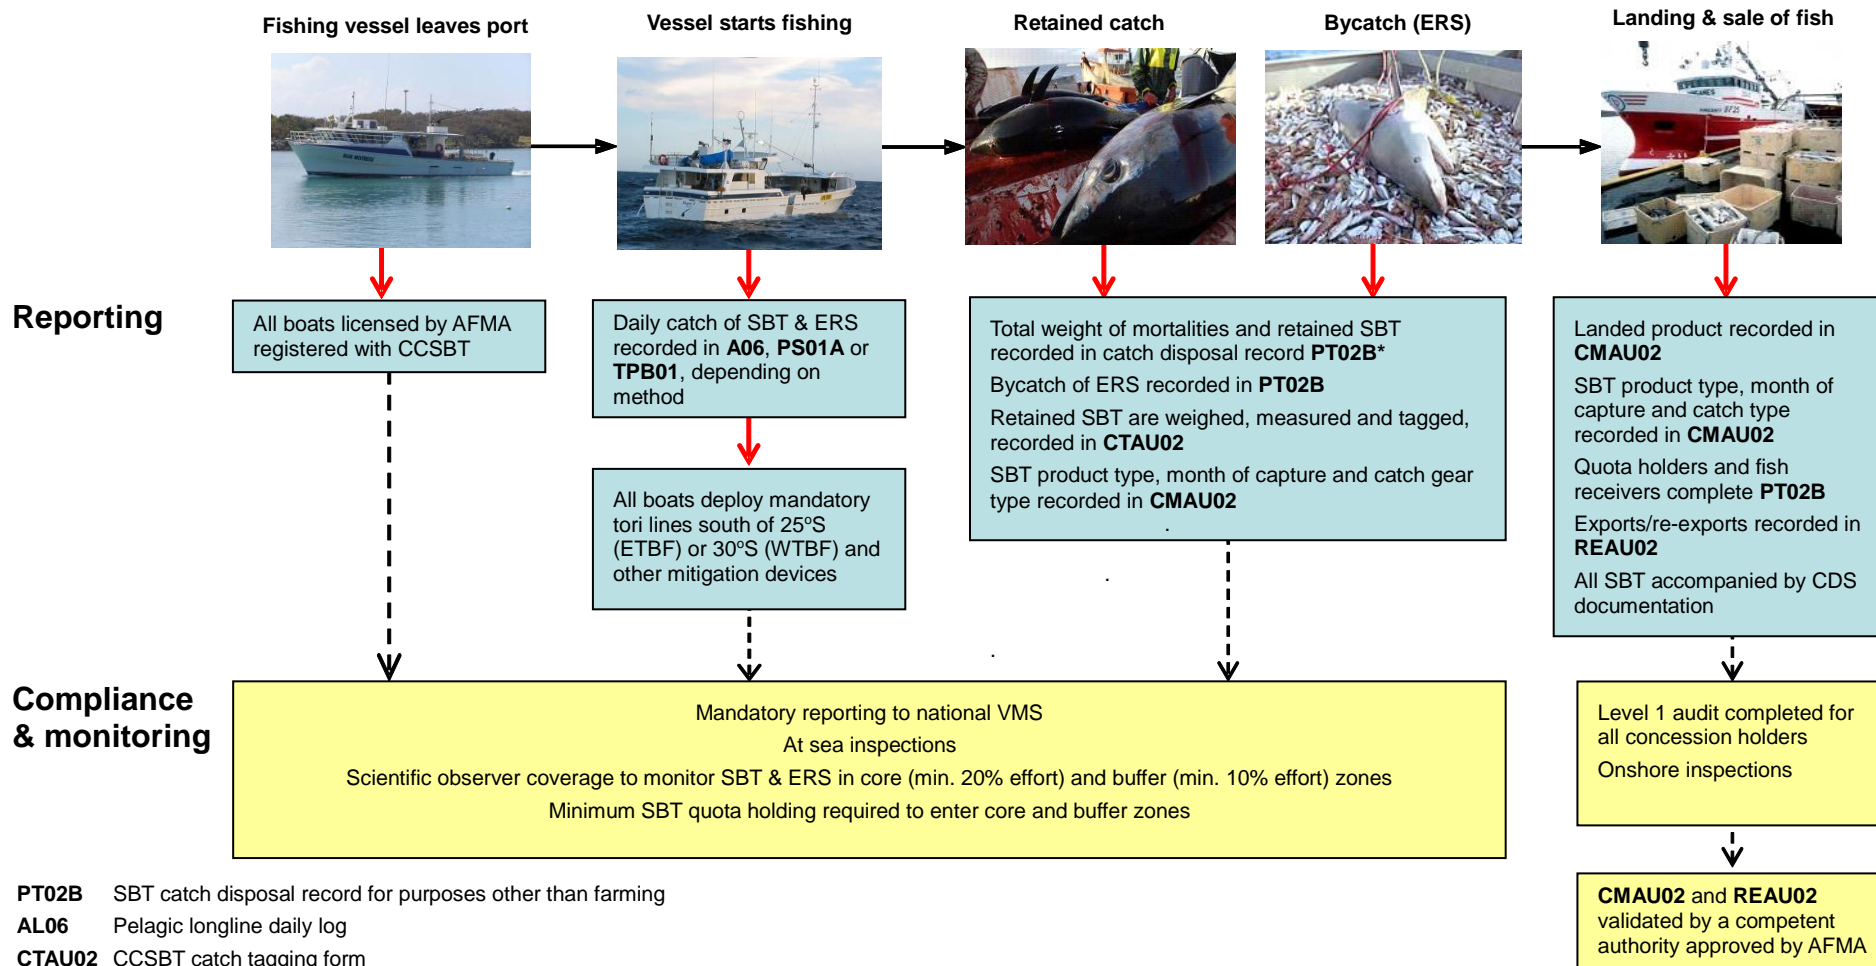 Fishing vessel leaves port
Vessel starts fishing
Retained catch
Bycatch (ERS)
Landing & sale of fish
Reporting
All boats licensed by AFMA
registered with CCSBT
Daily catch of SBT & ERS
recorded in A06, PS01A or
TPB01, depending on
method
All boats deploy mandatory
tori lines south of 25ºS
(ETBF) or 30ºS (WTBF) and
other mitigation devices
Total weight of mortalities and retained SBT
recorded in catch disposal record PT02B*
Bycatch of ERS recorded in PT02B
Retained SBT are weighed, measured and tagged,
recorded in CTAU02
SBT product type, month of capture and catch gear
type recorded in CMAU02
Landed product recorded in
CMAU02
SBT product type, month of
capture and catch type
recorded in CMAU02
Quota holders and fish
receivers complete PT02B
Exports/re-exports recorded in
REAU02
All SBT accompanied by CDS
documentation
Compliance
& monitoring
Mandatory reporting to national VMS
At sea inspections
Scientific observer coverage to monitor SBT & ERS in core (min. 20% effort) and buffer (min. 10% effort) zones
Minimum SBT quota holding required to enter core and buffer zones
Level 1 audit completed for
all concession holders
Onshore inspections
CMAU02 and REAU02
validated by a competent
authority approved by AFMA
PT02B SBT catch disposal record for purposes other than farming
AL06 Pelagic longline daily log
CTAU02 CCSBT catch tagging form